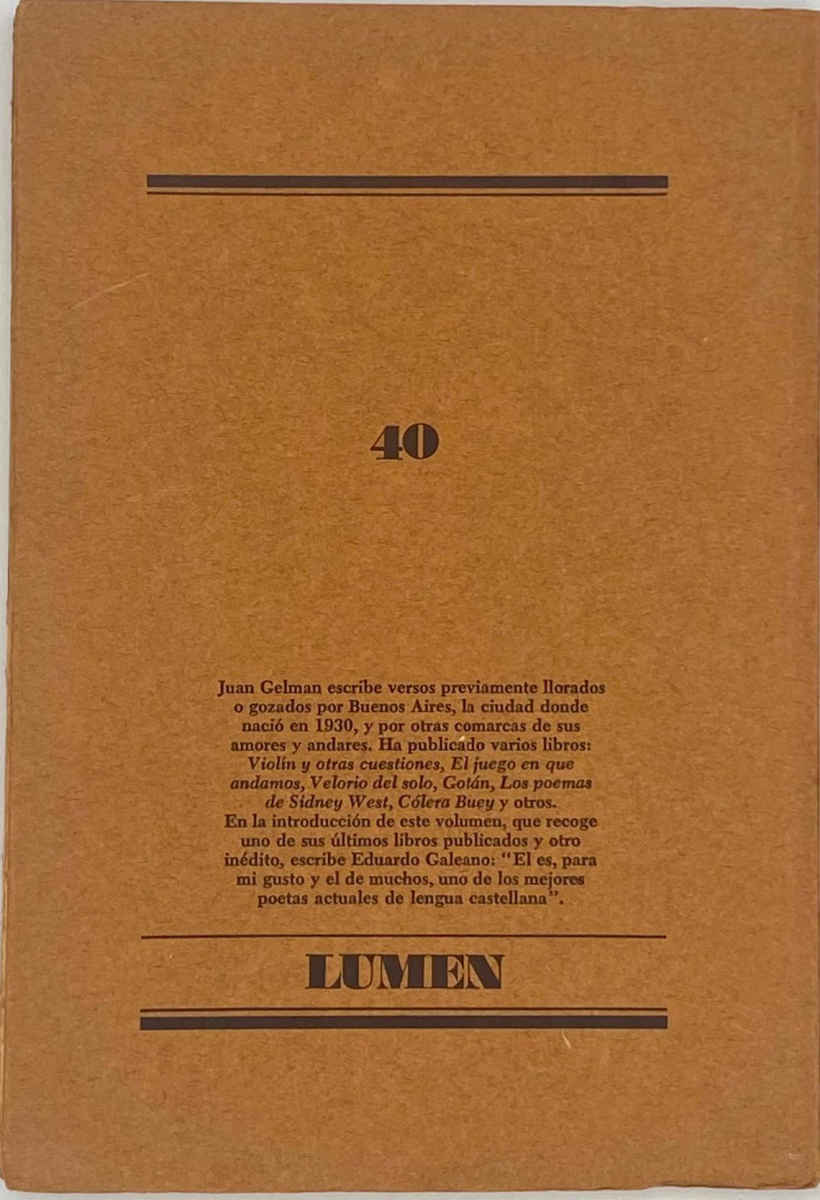 40
Juan Gelman escribe versos previamente llorados
o gozados por Buenos Aires, la ciudad donde
nació en 1930, y por otras comarcas de sus
amores y andares. Ha publicado varios libros:
Violín y otras cuestiones, El juego en que
andamos, Velorio del solo, Gotán, Los poemas
de Sidney West, Cólera Buey y otros.
En la introducción de este volumen, que recoge
uno de sus últimos libros publicados y otro
inédito, escribe Eduardo Galeano: “El es, para
mi gusto y el de muchos, uno de los mejores
poetas actuales de lengua castellana”.
LUMEN